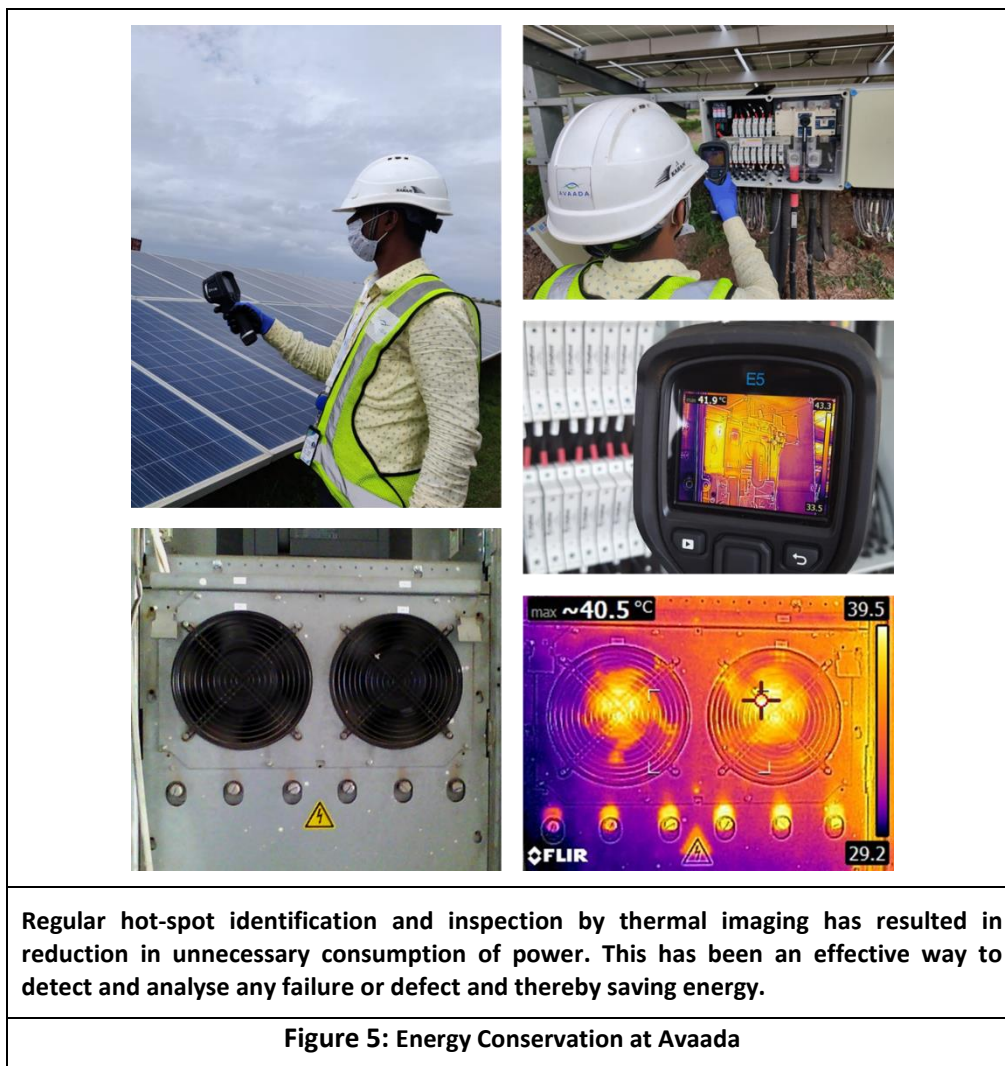 KARAM
AVAADA
KARAM
E5
max 41.9 °C
43.3
33.5
max ~40.5 °C
39.5
29.2
FLIR
Regular hot-spot identification and inspection by thermal imaging has resulted in
reduction in unnecessary consumption of power. This has been an effective way to
detect and analyse any failure or defect and thereby saving energy.
Figure 5: Energy Conservation at Avaada